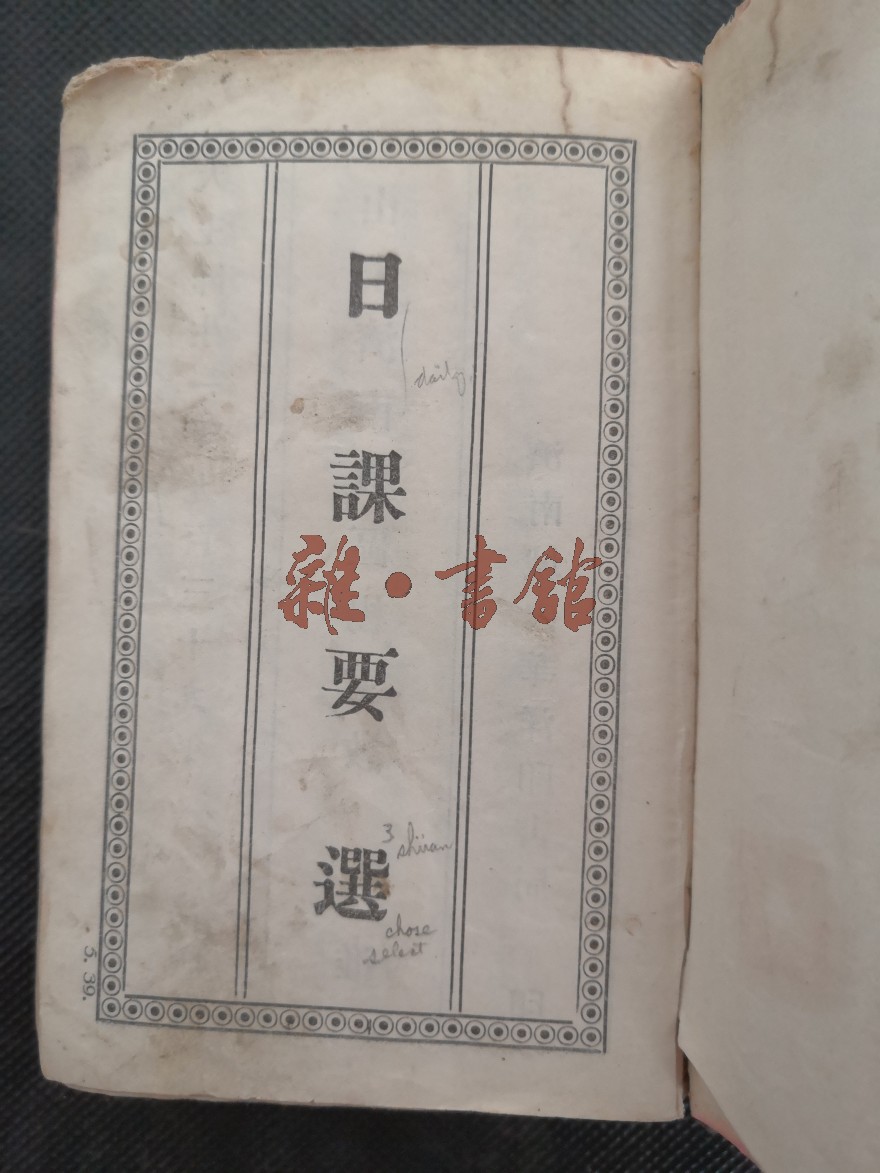 日課要選
daily
3 shüan
chose
select.
雜·書館
5. 39.